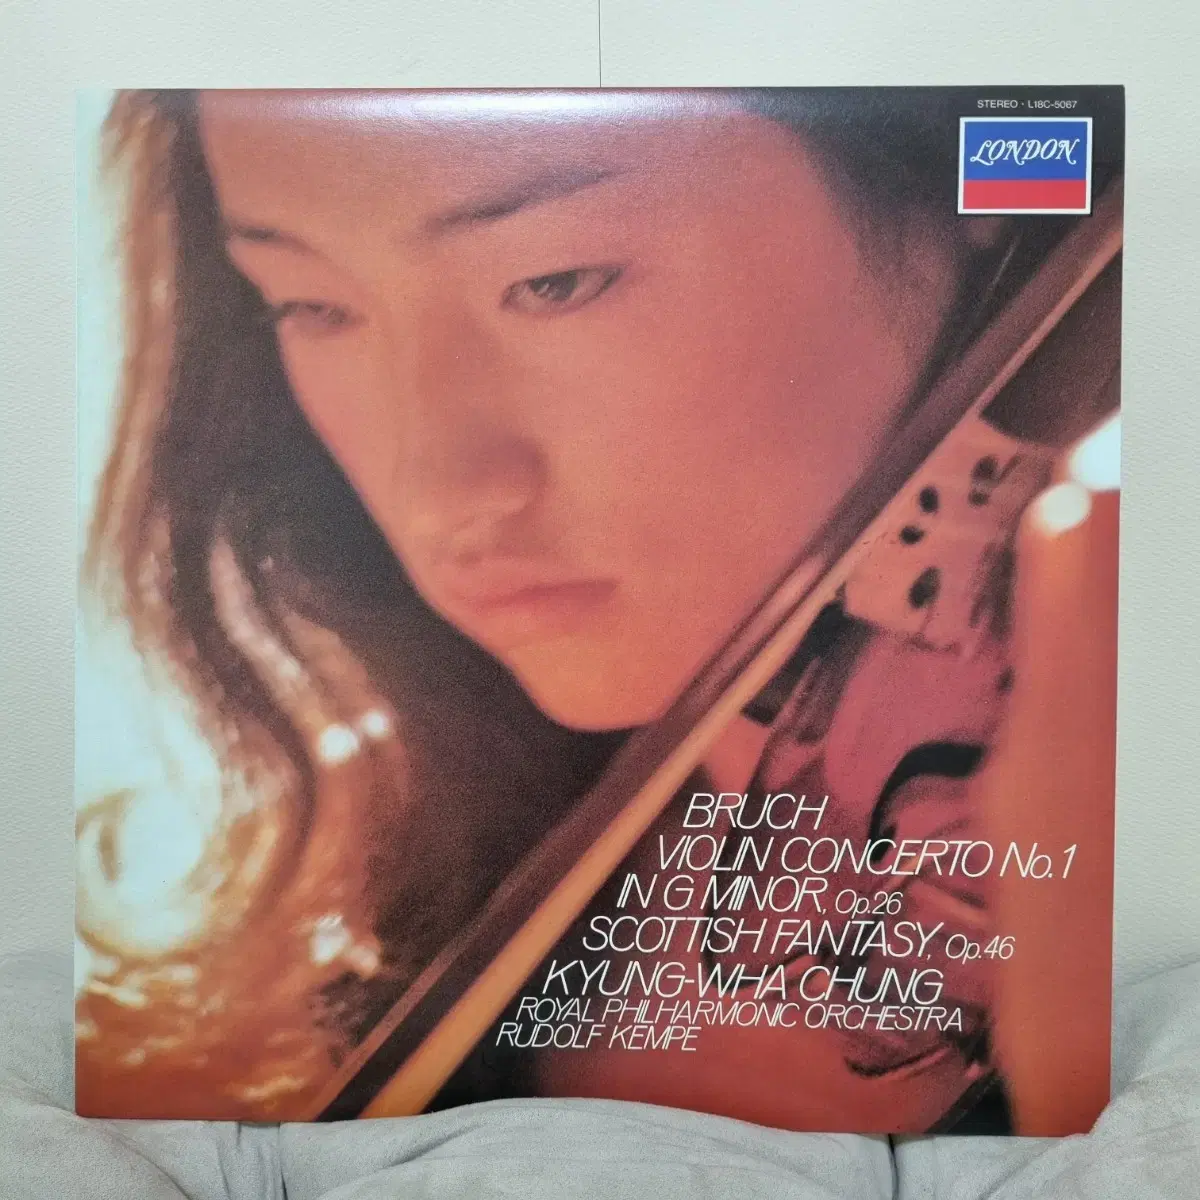 STEREO · L18C-5067
LONDON
BRUCH
VIOLIN CONCERTO No.1
IN G MINOR, Op.26
SCOTTISH FANTASY, Op.46
KYUNG-WHA CHUNG
ROYAL PHILHARMONIC ORCHESTRA
RUDOLF KEMPE